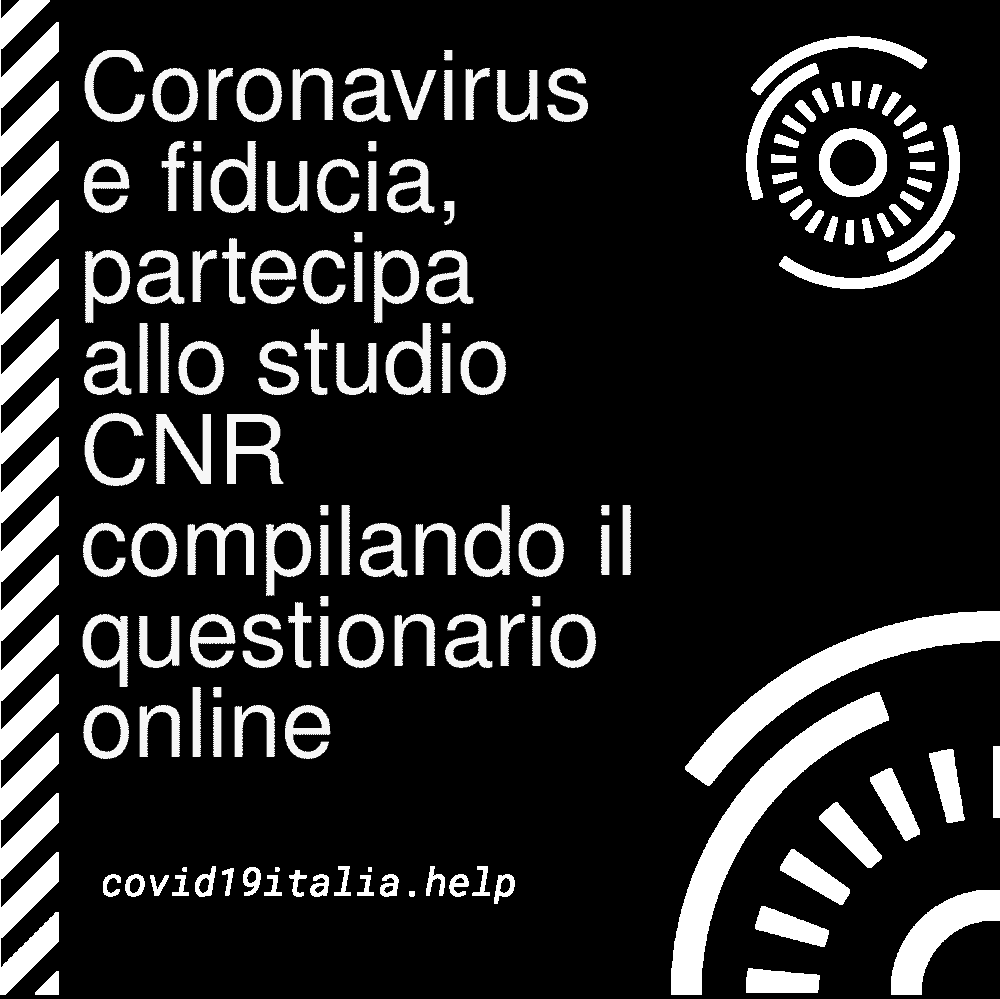 Coronavirus
e fiducia,
partecipa
allo studio
CNR
compilando il
questionario
online
covid19italia.help